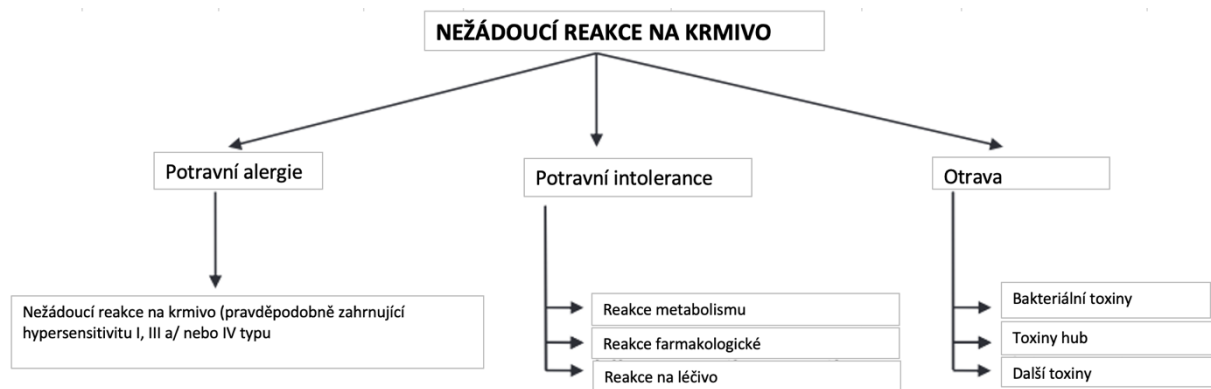 NEŽÁDOUCÍ REAKCE NA KRMIVO
Potravní alergie
Potravní intolerance
Otrava
Nežádoucí reakce na krmivo (pravděpodobně zahrnující
hypersensitivitu I, III a/ nebo IV typu
Reakce metabolismu
Reakce farmakologické
Reakce na léčivo
Bakteriální toxiny
Toxiny hub
Další toxiny